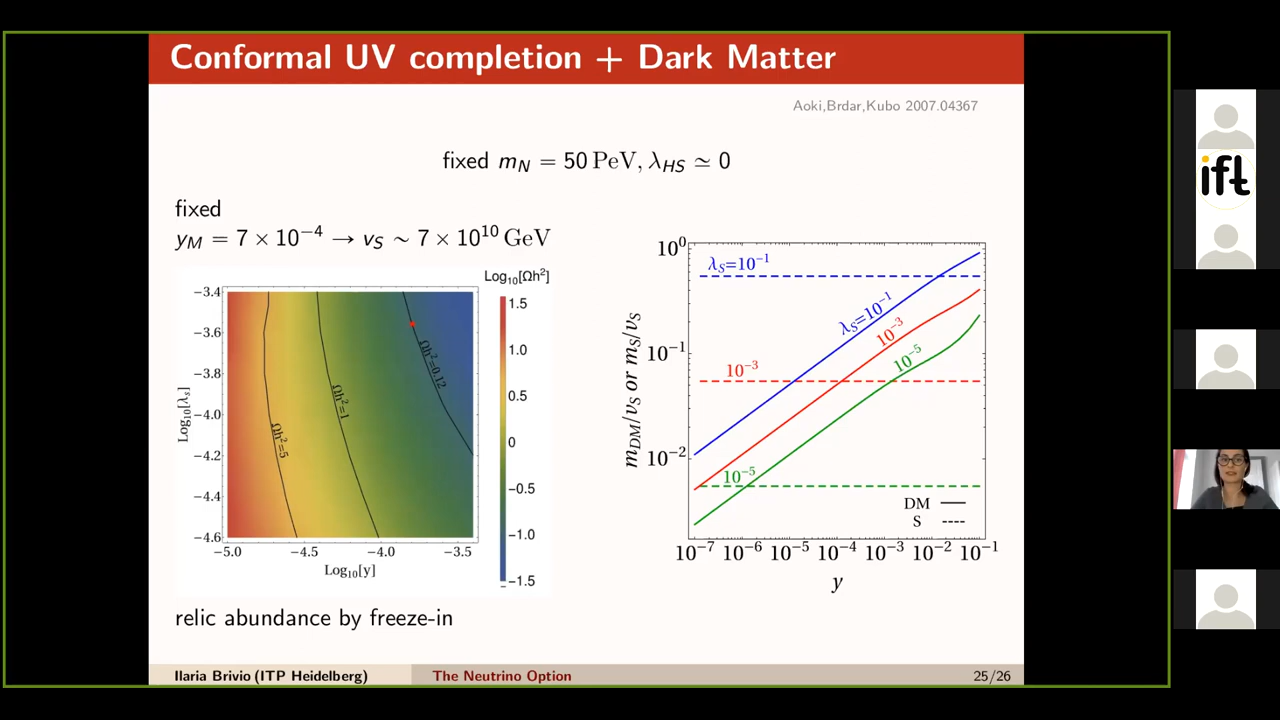 Conformal UV completion + Dark Matter
Aoki,Brdar,Kubo 2007.04367
fixed m_N = 50 PeV, λ_HS ≃ 0
fixed
y_M = 7 × 10⁻⁴ → v_S ∼ 7 × 10¹⁰ GeV
Log₁₀[Ωh²]
−3.4
−3.6
−3.8
−4.0
−4.2
−4.4
−4.6
Log₁₀[λ_s]
Ωh²=5
Ωh²=1
Ωh²=0.12
−5.0
−4.5
−4.0
−3.5
Log₁₀[y]
1.5
1.0
0.5
0
−0.5
−1.0
−1.5
relic abundance by freeze-in
10⁰
10⁻¹
10⁻²
m_DM/v_S or m_S/v_S
λ_S=10⁻¹
λ_S=10⁻¹
10⁻³
10⁻³
10⁻⁵
10⁻⁵
DM
S
10⁻⁷ 10⁻⁶ 10⁻⁵ 10⁻⁴ 10⁻³ 10⁻² 10⁻¹
y
Ilaria Brivio (ITP Heidelberg)
The Neutrino Option
25/26
ift